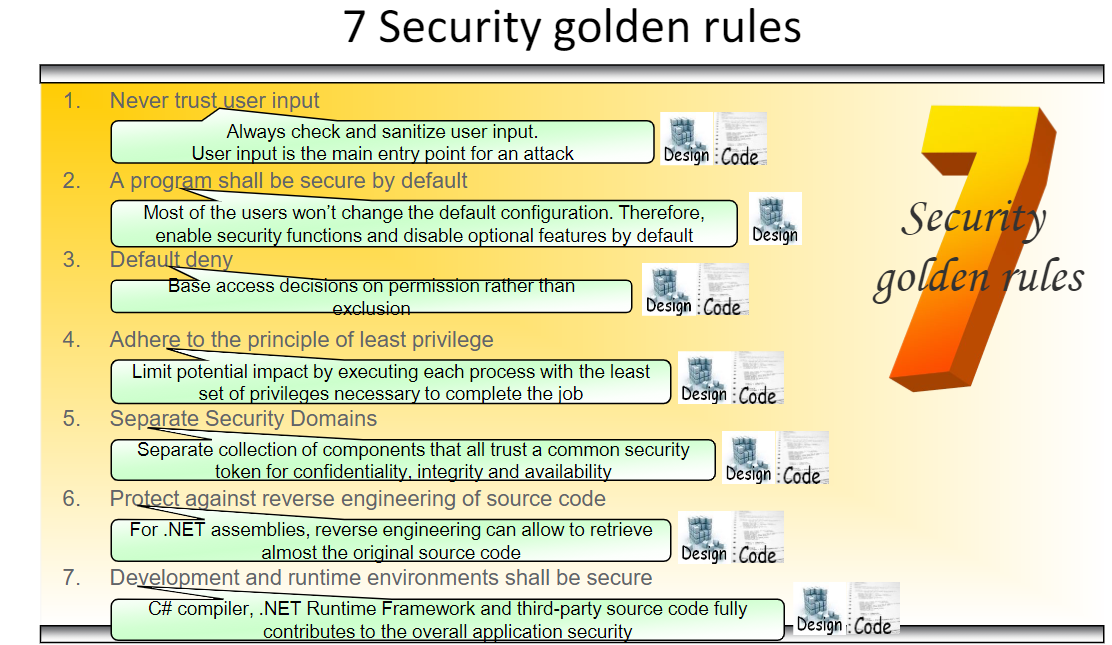 7 Security golden rules
1. Never trust user input
Always check and sanitize user input.
User input is the main entry point for an attack
Design : Code
2. A program shall be secure by default
Most of the users won’t change the default configuration. Therefore,
enable security functions and disable optional features by default
Design
3. Default deny
Base access decisions on permission rather than
exclusion
Design : Code
4. Adhere to the principle of least privilege
Limit potential impact by executing each process with the least
set of privileges necessary to complete the job
Design : Code
5. Separate Security Domains
Separate collection of components that all trust a common security
token for confidentiality, integrity and availability
Design : Code
6. Protect against reverse engineering of source code
For .NET assemblies, reverse engineering can allow to retrieve
almost the original source code
Design : Code
7. Development and runtime environments shall be secure
C# compiler, .NET Runtime Framework and third-party source code fully
contributes to the overall application security
Design : Code
7
Security
golden rules